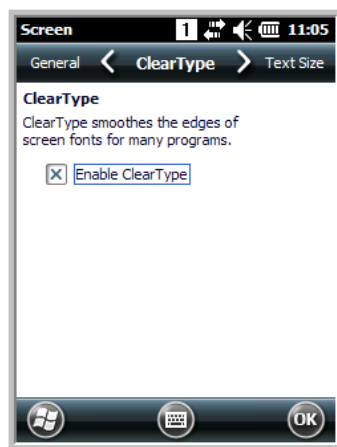 Screen 1 11:05
General ClearType Text Size
ClearType
ClearType smoothes the edges of
screen fonts for many programs.
Enable ClearType
OK